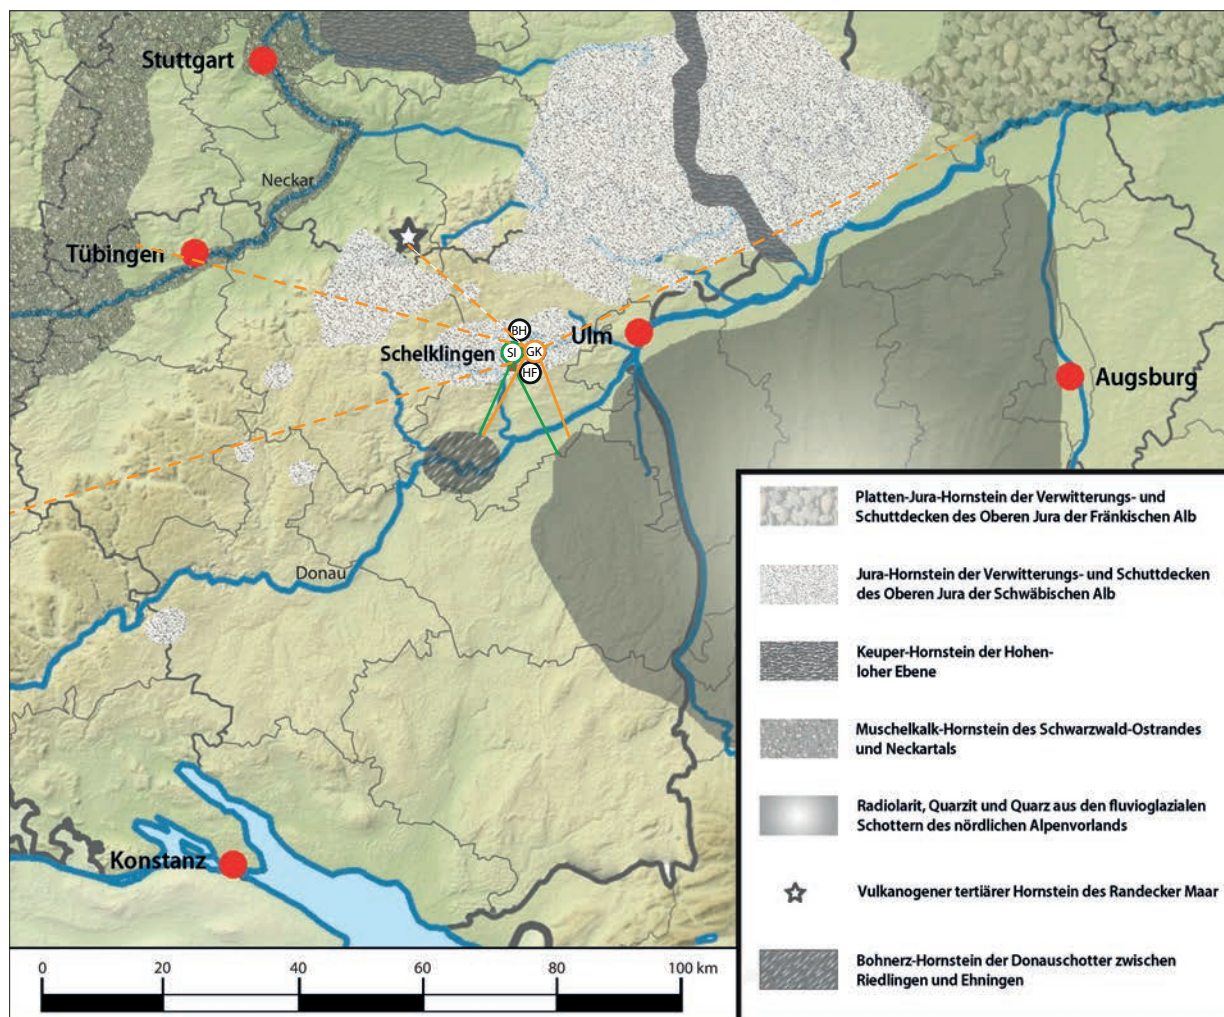 Stuttgart
Neckar
Tübingen
BH
Ulm
Schelklingen
SI
GK
HF
Augsburg
Donau
Konstanz
0 20 40 60 80 100 km
Platten-Jura-Hornstein der Verwitterungs- und
Schuttdecken des Oberen Jura der Fränkischen Alb
Jura-Hornstein der Verwitterungs- und Schuttdecken
des Oberen Jura der Schwäbischen Alb
Keuper-Hornstein der Hohen-
loher Ebene
Muschelkalk-Hornstein des Schwarzwald-Ostrandes
und Neckartals
Radiolarit, Quarzit und Quarz aus den fluvioglazialen
Schottern des nördlichen Alpenvorlands
Vulkanogener tertiärer Hornstein des Randecker Maar
Bohnerz-Hornstein der Donauschotter zwischen
Riedlingen und Ehningen